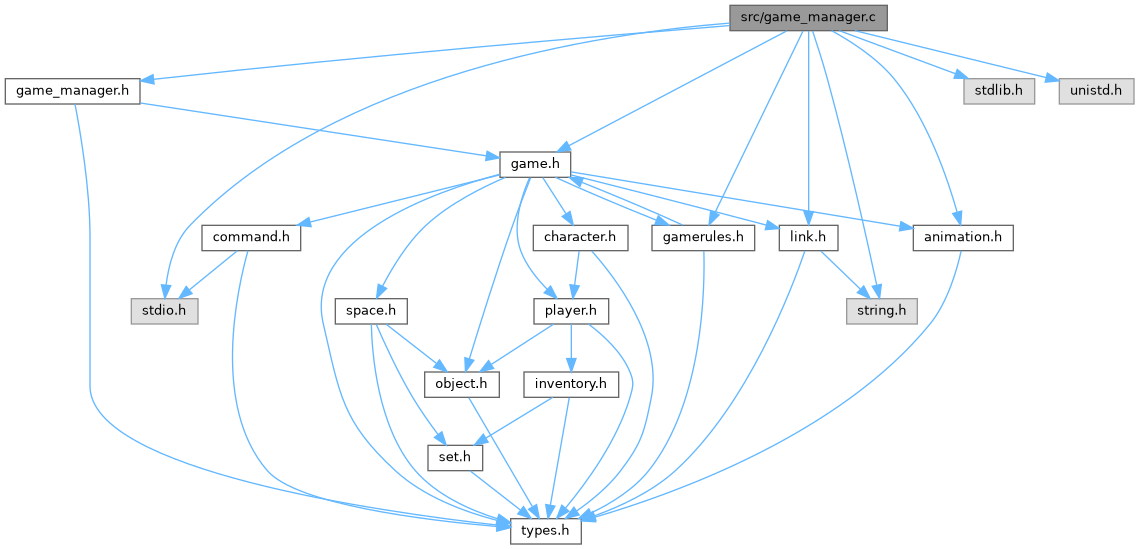 src/game_manager.c
game_manager.h
stdlib.h
unistd.h
game.h
command.h
character.h
gamerules.h
link.h
animation.h
stdio.h
space.h
player.h
string.h
object.h
inventory.h
set.h
types.h